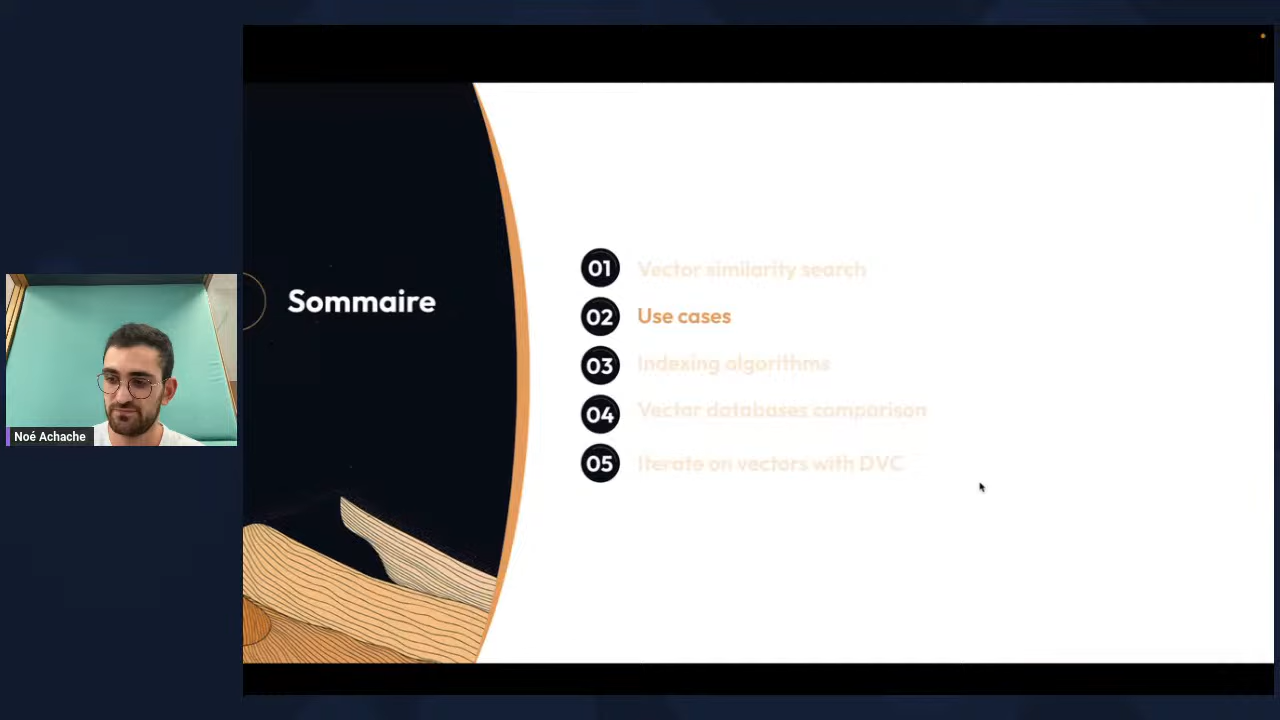 Sommaire
01 Vector similarity search
02 Use cases
03 Indexing algorithms
04 Vector databases comparison
05 Iterate on vectors with DVC
Noé Achache